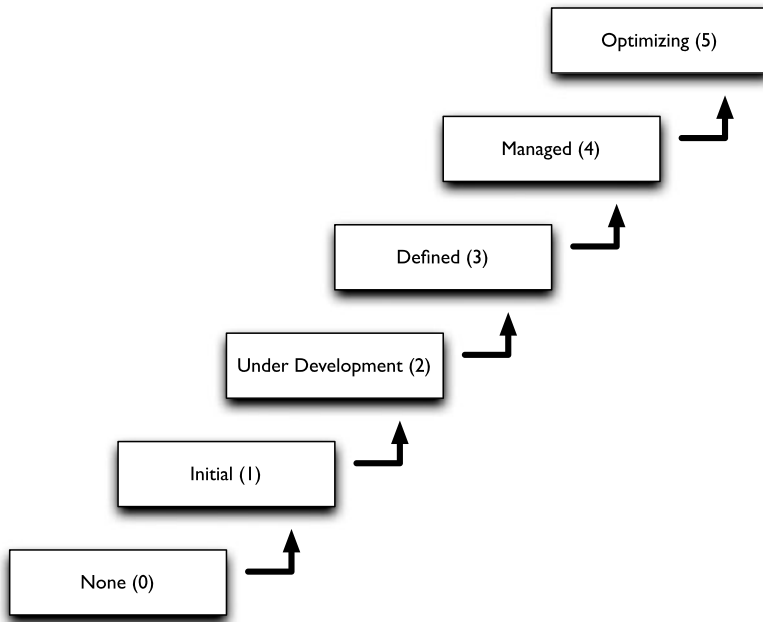 Optimizing (5)
Managed (4)
Defined (3)
Under Development (2)
Initial (1)
None (0)